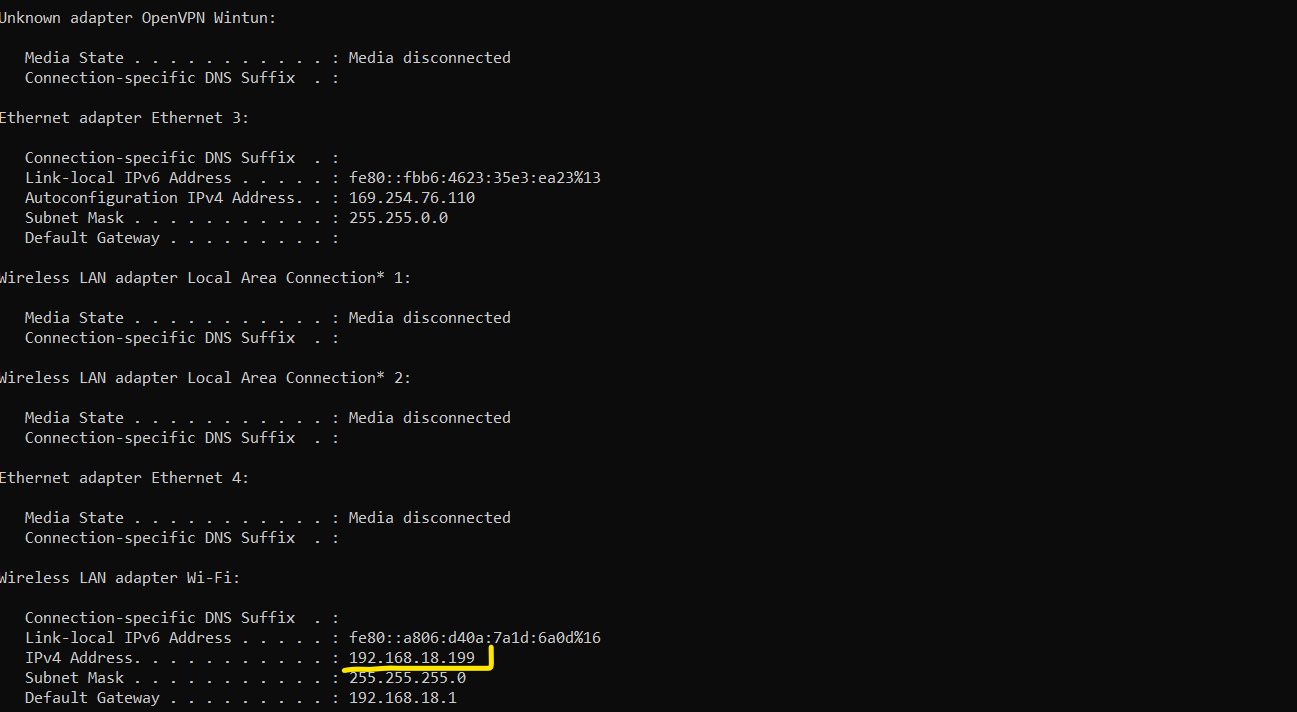 Unknown adapter OpenVPN Wintun:
Media State . . . . . . . . . . . : Media disconnected
Connection-specific DNS Suffix  . :
Ethernet adapter Ethernet 3:
Connection-specific DNS Suffix  . :
Link-local IPv6 Address . . . . . : fe80::fbb6:4623:35e3:ea23%13
Autoconfiguration IPv4 Address. . : 169.254.76.110
Subnet Mask . . . . . . . . . . . : 255.255.0.0
Default Gateway . . . . . . . . . :
Wireless LAN adapter Local Area Connection* 1:
Media State . . . . . . . . . . . : Media disconnected
Connection-specific DNS Suffix  . :
Wireless LAN adapter Local Area Connection* 2:
Media State . . . . . . . . . . . : Media disconnected
Connection-specific DNS Suffix  . :
Ethernet adapter Ethernet 4:
Media State . . . . . . . . . . . : Media disconnected
Connection-specific DNS Suffix  . :
Wireless LAN adapter Wi-Fi:
Connection-specific DNS Suffix  . :
Link-local IPv6 Address . . . . . : fe80::a806:d40a:7a1d:6a0d%16
IPv4 Address. . . . . . . . . . . : 192.168.18.199
Subnet Mask . . . . . . . . . . . : 255.255.255.0
Default Gateway . . . . . . . . . : 192.168.18.1